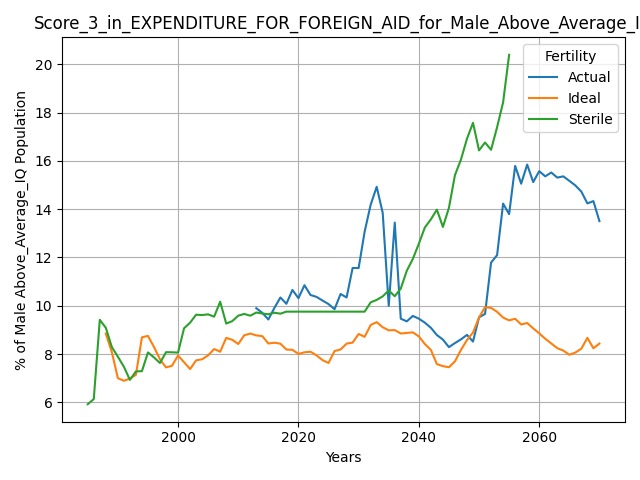 Score_3_in_EXPENDITURE_FOR_FOREIGN_AID_for_Male_Above_Average_I
Fertility
Actual
Ideal
Sterile
% of Male Above_Average_IQ Population
20
18
16
14
12
10
8
6
2000
2020
2040
2060
Years